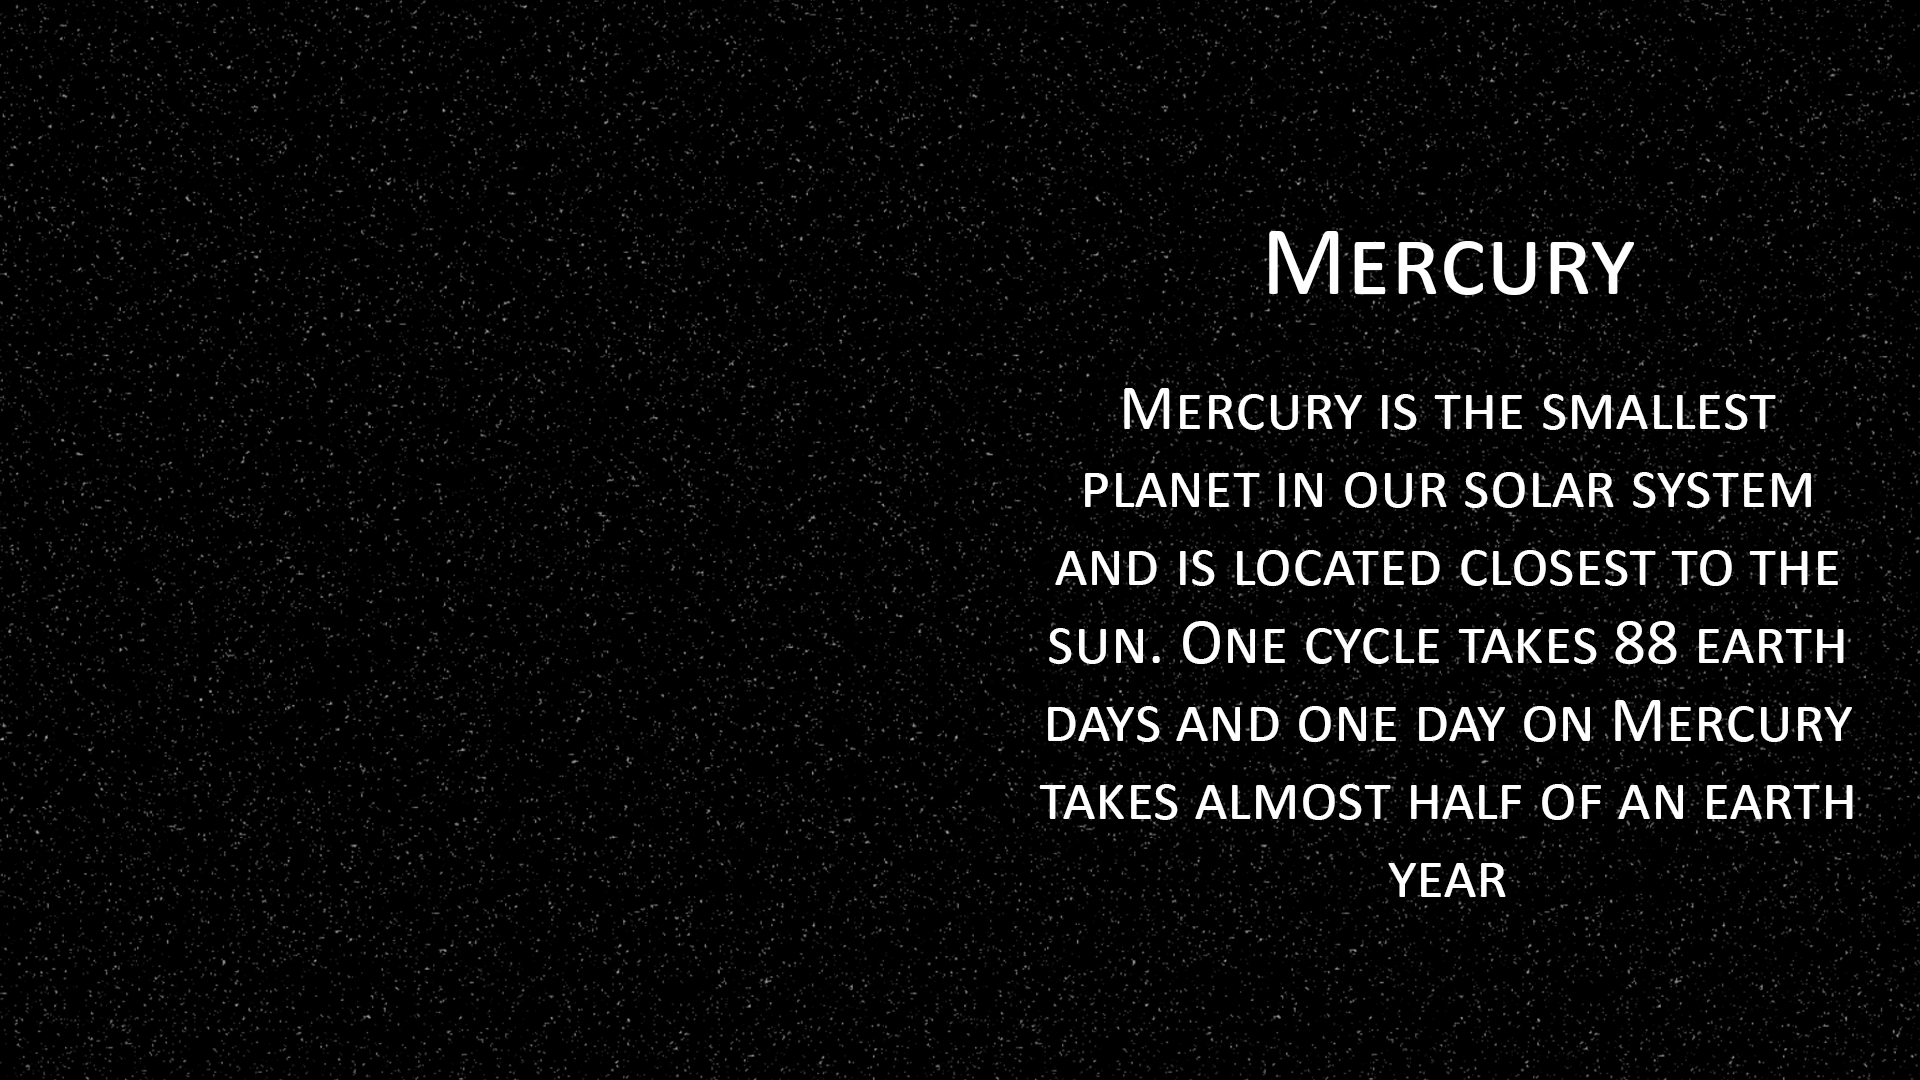 Mercury
Mercury is the smallest
planet in our solar system
and is located closest to the
sun. One cycle takes 88 earth
days and one day on Mercury
takes almost half of an earth
year